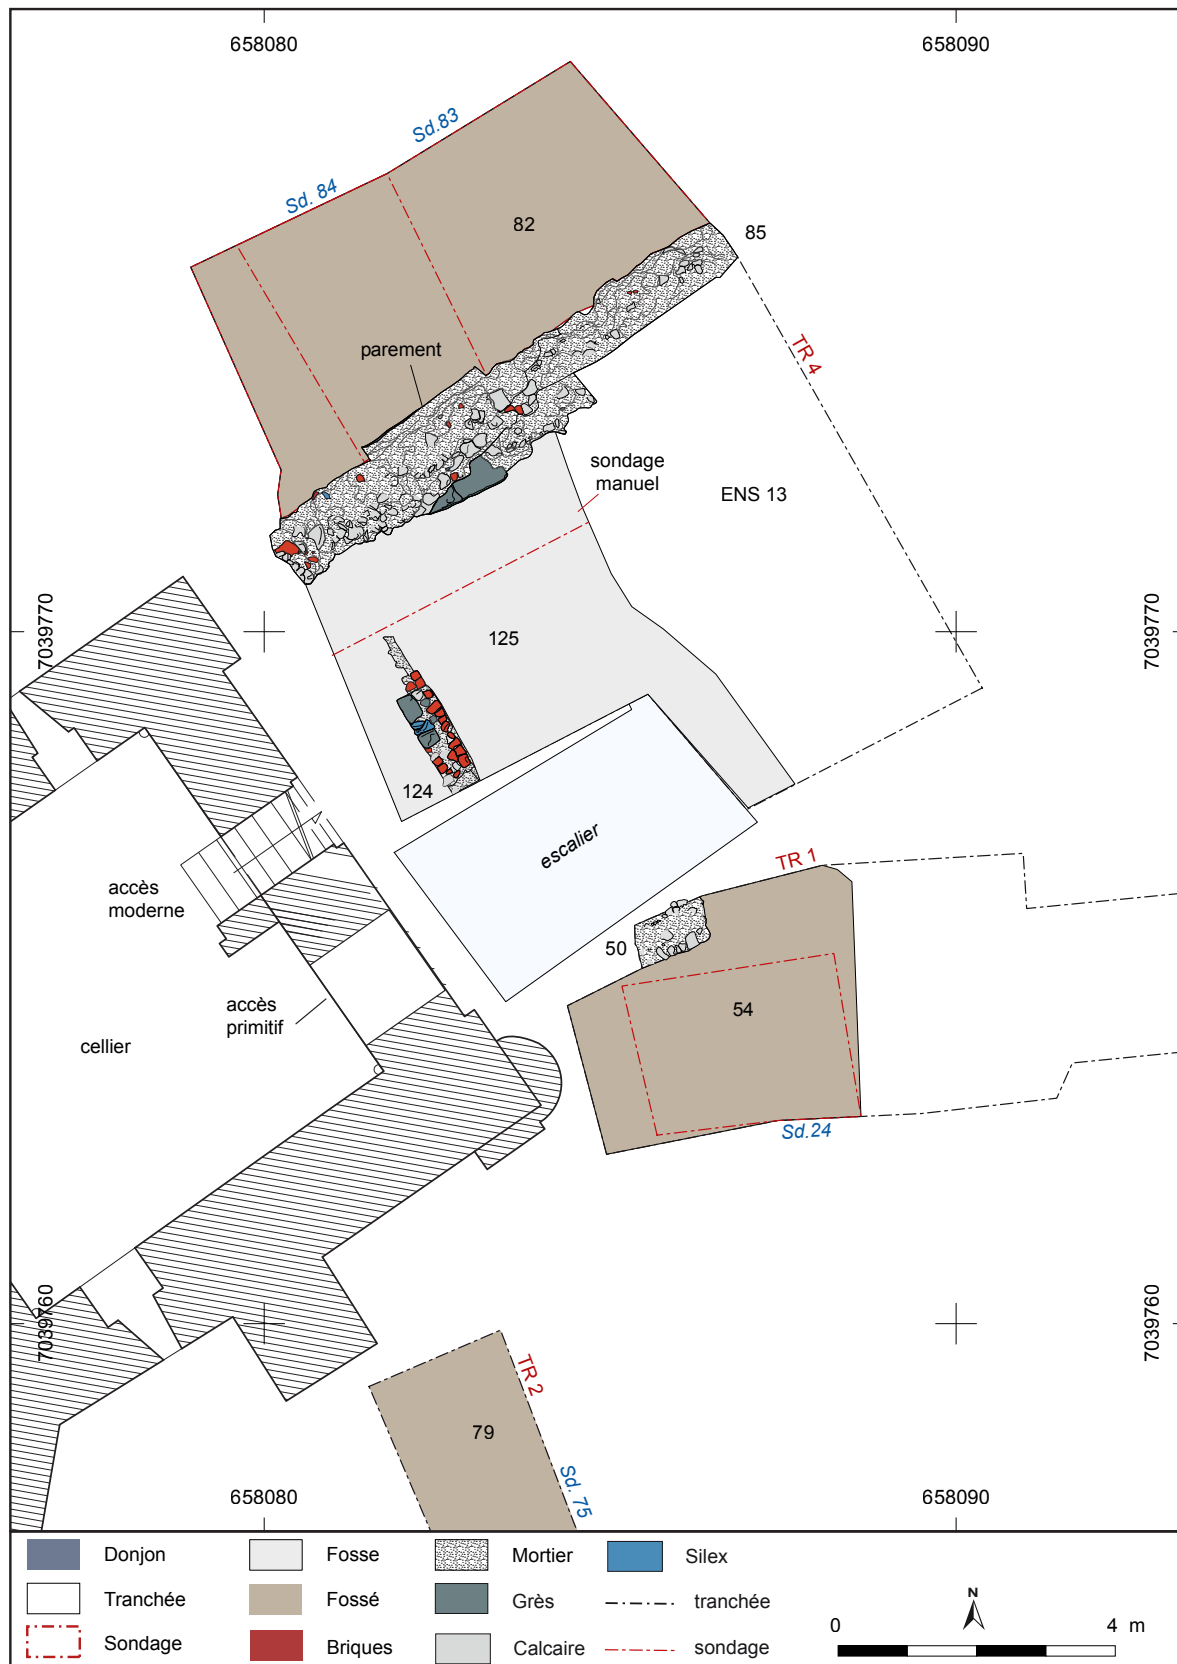 658080
658090
Sd.83
Sd. 84
82
85
parement
TR 4
sondage
manuel
ENS 13
7039770
7039770
125
124
escalier
TR 1
accès
moderne
50
accès
primitif
54
cellier
Sd.24
7039760
7039760
TR 2
79
Sd. 75
658080
658090
Donjon
Fosse
Mortier
Silex
Tranchée
Fossé
Grès
tranchée
Sondage
Briques
Calcaire
sondage
N
0
4 m